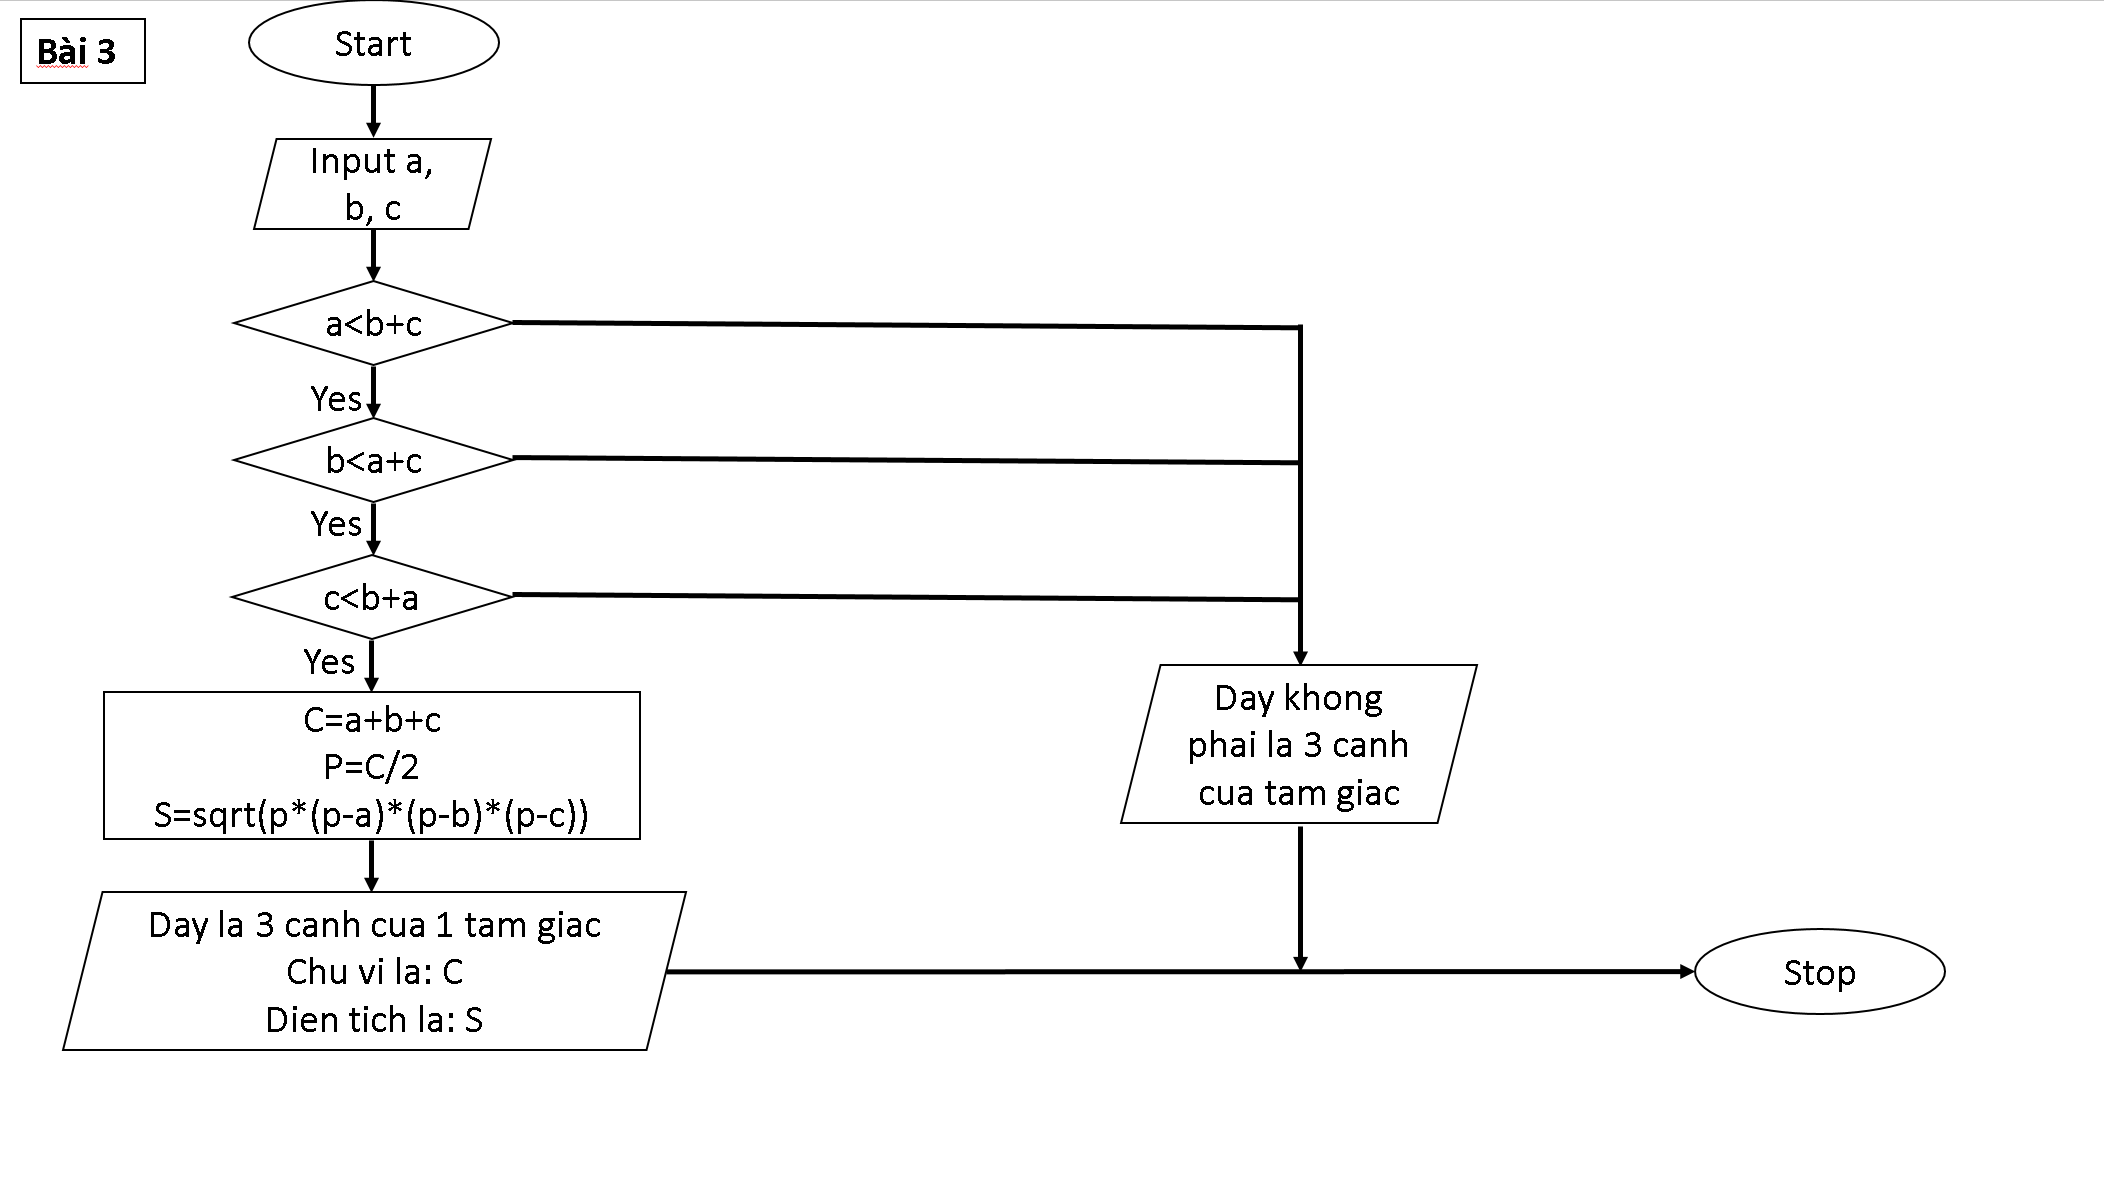 Bài 3
Start
Input a,
b, c
a<b+c
Yes
b<a+c
Yes
c<b+a
Yes
C=a+b+c
P=C/2
S=sqrt(p*(p-a)*(p-b)*(p-c))
Day la 3 canh cua 1 tam giac
Chu vi la: C
Dien tich la: S
Day khong
phai la 3 canh
cua tam giac
Stop